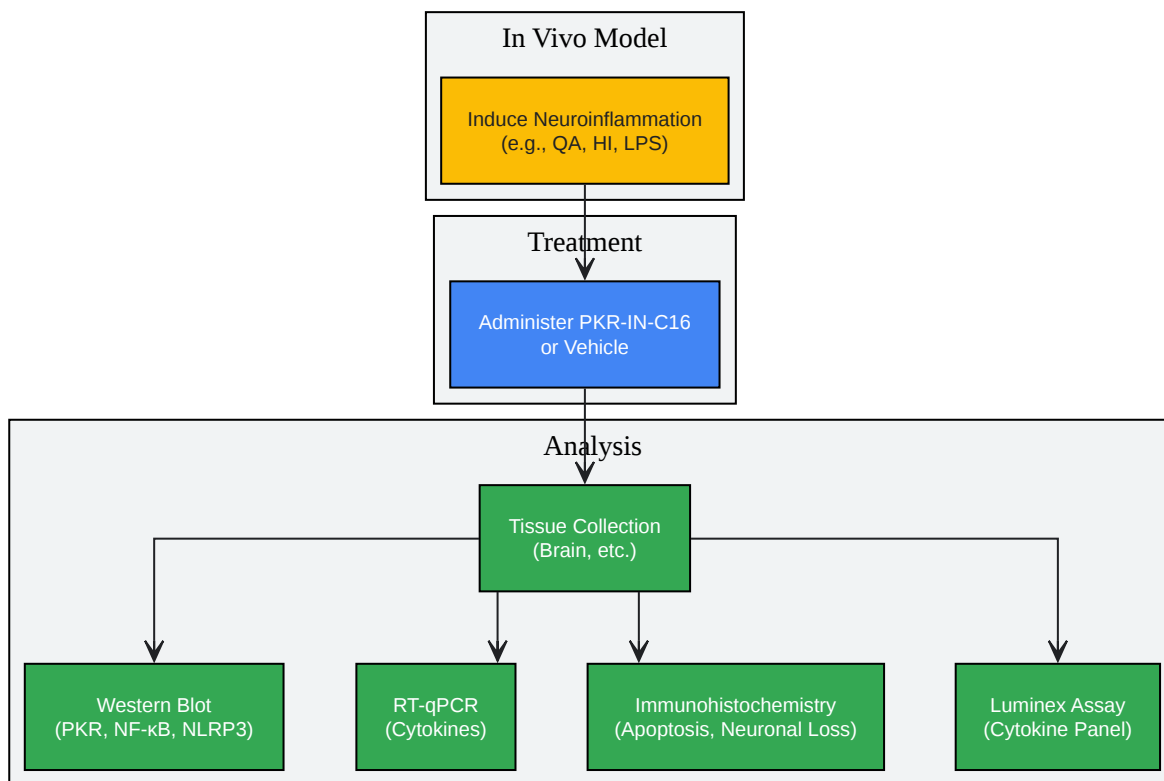 In Vivo Model
Induce Neuroinflammation
(e.g., QA, HI, LPS)
Treatment
Administer PKR-IN-C16
or Vehicle
Analysis
Tissue Collection
(Brain, etc.)
Western Blot
(PKR, NF-κB, NLRP3)
RT-qPCR
(Cytokines)
Immunohistochemistry
(Apoptosis, Neuronal Loss)
Luminex Assay
(Cytokine Panel)